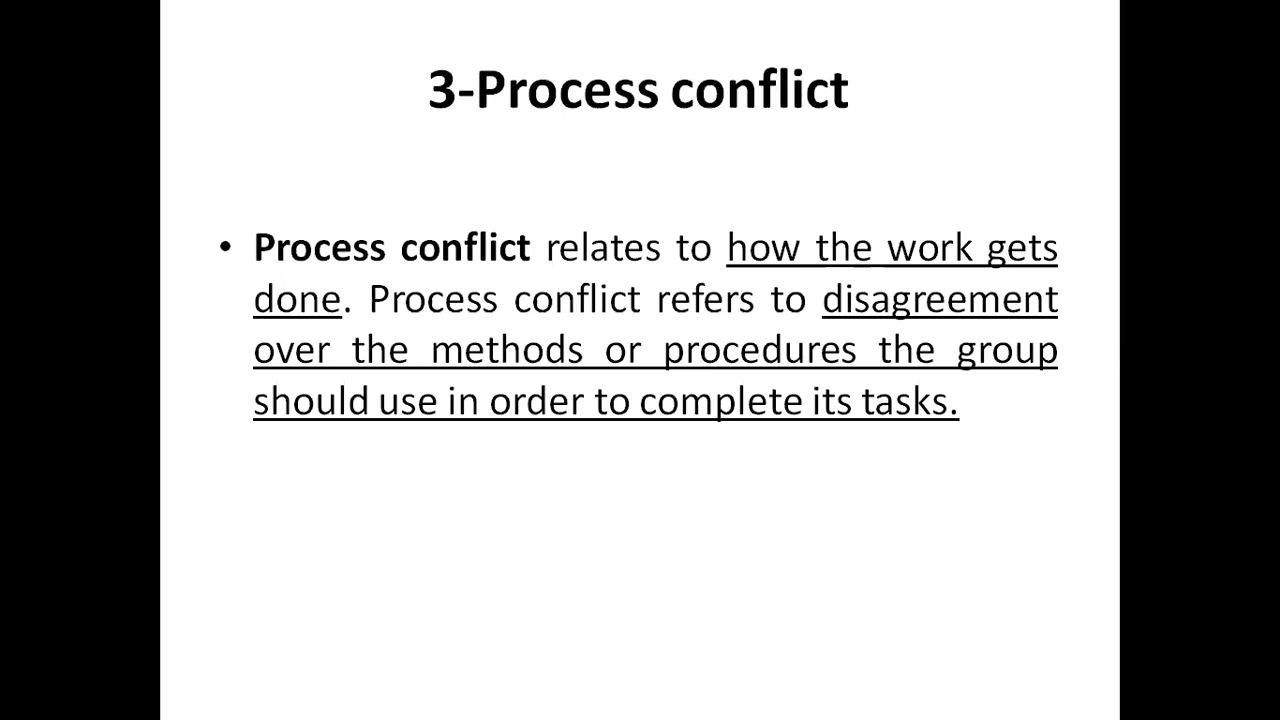 3-Process conflict
• Process conflict relates to how the work gets
done. Process conflict refers to disagreement
over the methods or procedures the group
should use in order to complete its tasks.